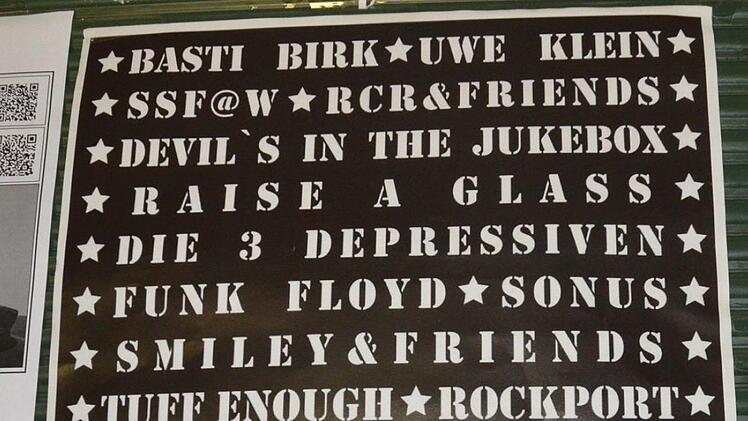 ★BASTI BIRK★UWE KLEIN★
★SSF@W★RCR&FRIENDS★
★DEVIL`S IN THE JUKEBOX★
★RAISE A GLASS★
★DIE 3 DEPRESSIVEN★
★FUNK FLOYD★SONUS★
★SMILEY&FRIENDS★
★TUFF ENOUGH★ROCKPORT★